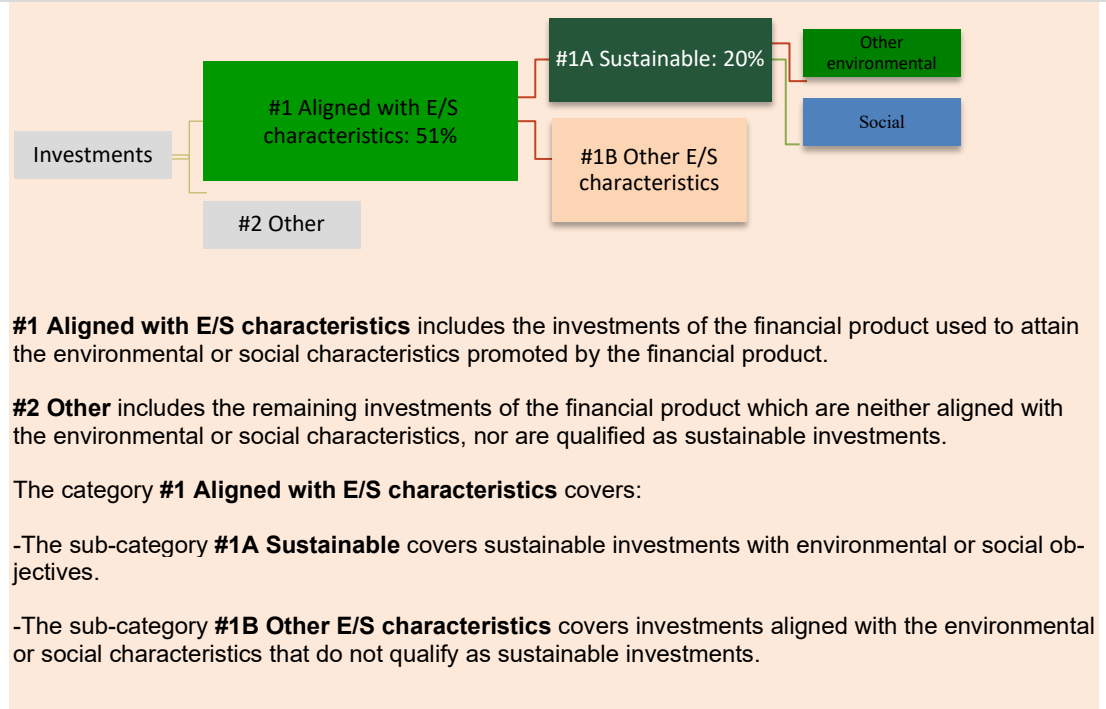 Investments
#1 Aligned with E/S
characteristics: 51%
#2 Other
#1A Sustainable: 20%
#1B Other E/S
characteristics
Other
environmental
Social
#1 Aligned with E/S characteristics includes the investments of the financial product used to attain
the environmental or social characteristics promoted by the financial product.
#2 Other includes the remaining investments of the financial product which are neither aligned with
the environmental or social characteristics, nor are qualified as sustainable investments.
The category #1 Aligned with E/S characteristics covers:
-The sub-category #1A Sustainable covers sustainable investments with environmental or social ob-
jectives.
-The sub-category #1B Other E/S characteristics covers investments aligned with the environmental
or social characteristics that do not qualify as sustainable investments.